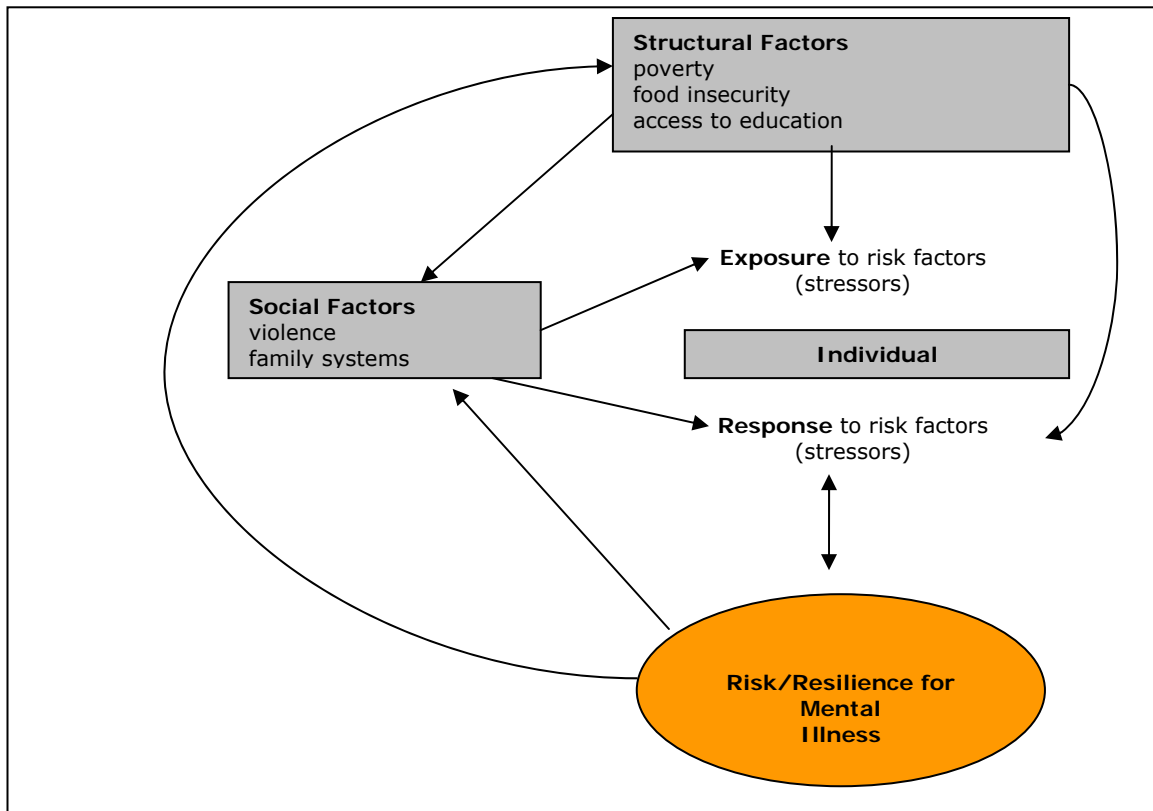 Structural Factors
poverty
food insecurity
access to education
Exposure to risk factors
(stressors)
Social Factors
violence
family systems
Individual
Response to risk factors
(stressors)
Risk/Resilience for
Mental
Illness